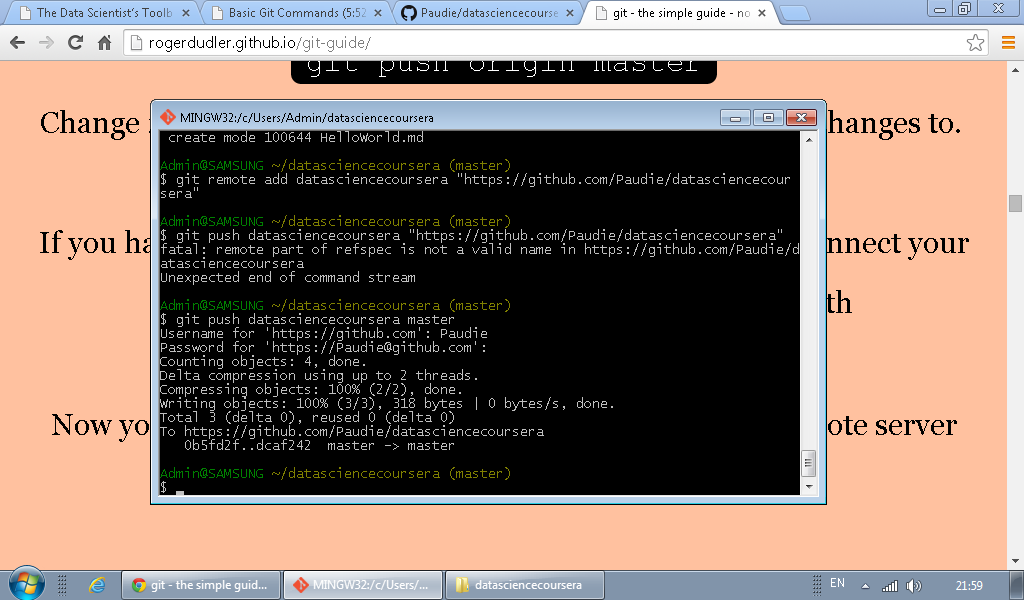 The Data Scientist's Toolb
Basic Git Commands (5:52
Paudie/datasciencecourse
git - the simple guide - no
rogerdudler.github.io/git-guide/
git push origin master
Change
hanges to.
If you ha
nnect your
th
Now yo
ote server
MINGW32:/c/Users/Admin/datasciencecoursera
create mode 100644 HelloWorld.md
Admin@SAMSUNG ~/datasciencecoursera (master)
$ git remote add datasciencecoursera "https://github.com/Paudie/datasciencecour
sera"
Admin@SAMSUNG ~/datasciencecoursera (master)
$ git push datasciencecoursera "https://github.com/Paudie/datasciencecoursera"
fatal: remote part of refspec is not a valid name in https://github.com/Paudie/d
atasciencecoursera
Unexpected end of command stream
Admin@SAMSUNG ~/datasciencecoursera (master)
$ git push datasciencecoursera master
Username for 'https://github.com': Paudie
Password for 'https://Paudie@github.com':
Counting objects: 4, done.
Delta compression using up to 2 threads.
Compressing objects: 100% (2/2), done.
Writing objects: 100% (3/3), 318 bytes | 0 bytes/s, done.
Total 3 (delta 0), reused 0 (delta 0)
To https://github.com/Paudie/datasciencecoursera
0b5fd2f..dcaf242 master -> master
Admin@SAMSUNG ~/datasciencecoursera (master)
$
git - the simple guid...
MINGW32:/c/Users/...
datasciencecoursera
EN
21:59